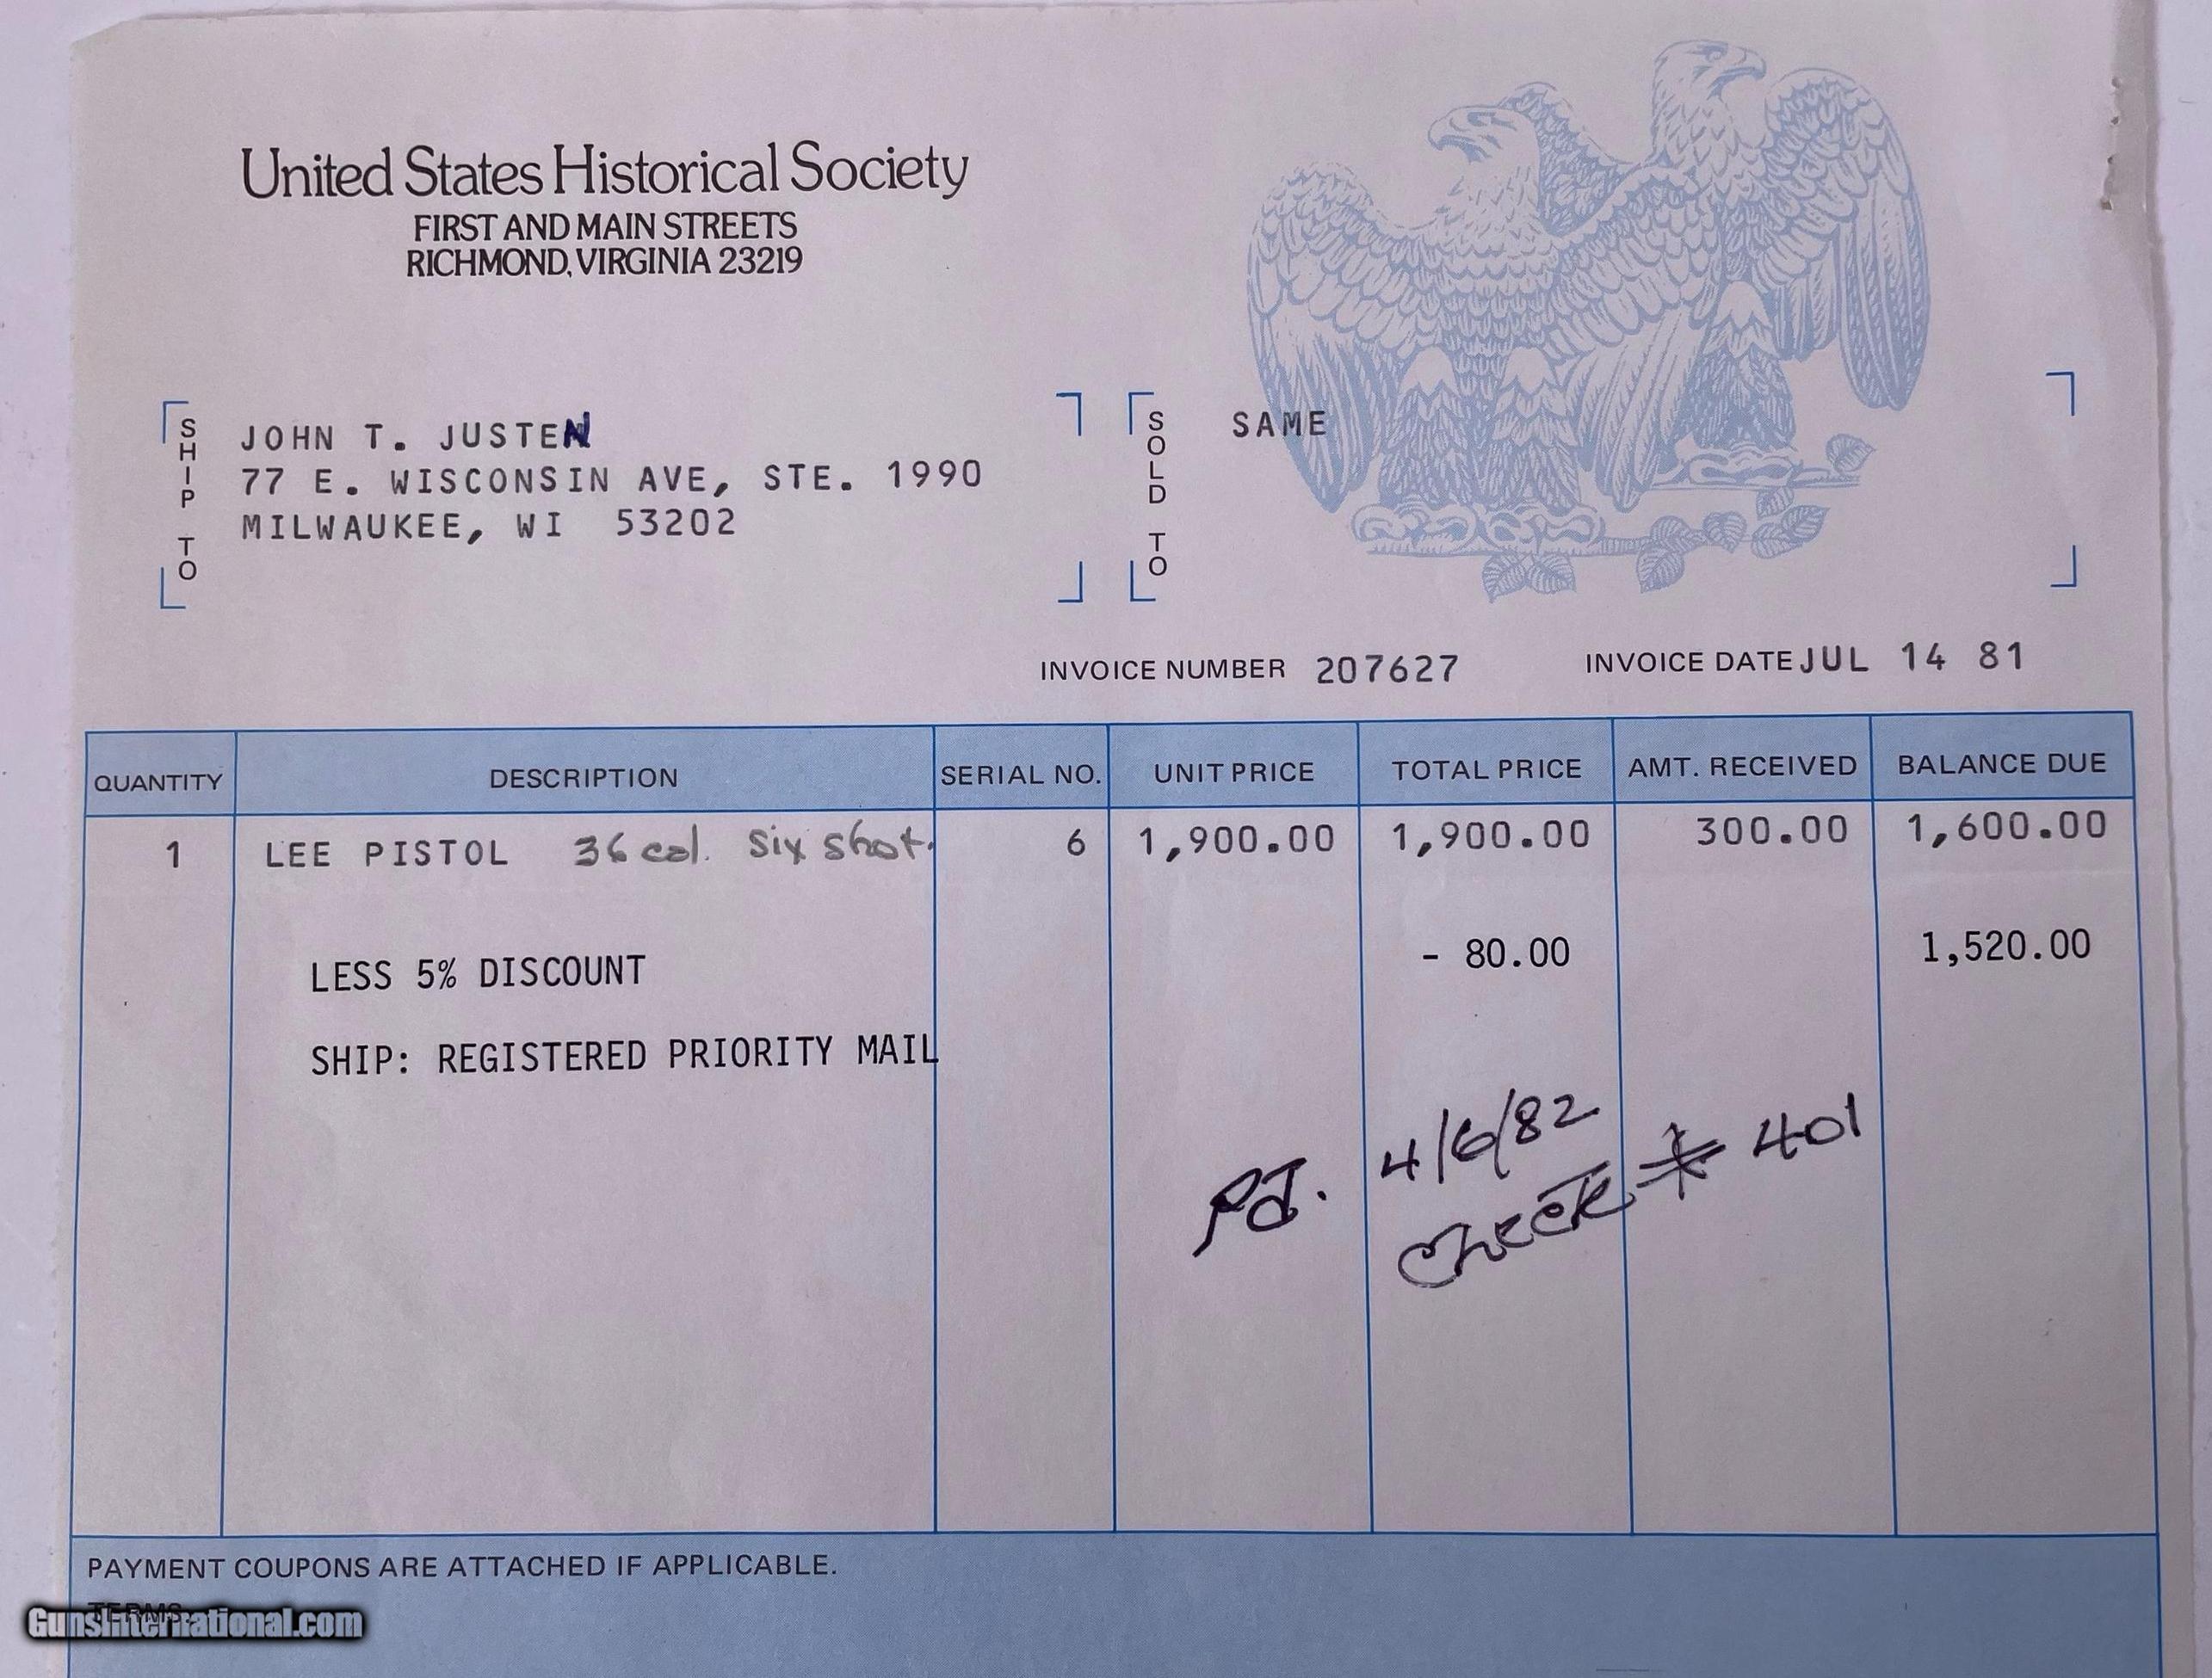 United States Historical Society
FIRST AND MAIN STREETS
RICHMOND, VIRGINIA 23219
SHIP TO
JOHN T. JUSTEN
77 E. WISCONSIN AVE, STE. 1990
MILWAUKEE, WI 53202
SOLD TO
SAME
INVOICE NUMBER 207627 INVOICE DATE JUL 14 81
QUANTITY DESCRIPTION SERIAL NO. UNIT PRICE TOTAL PRICE AMT. RECEIVED BALANCE DUE
1 LEE PISTOL 36 cal. six shot. 6 1,900.00 1,900.00 300.00 1,600.00
LESS 5% DISCOUNT - 80.00 1,520.00
SHIP: REGISTERED PRIORITY MAIL
Pd. 4/6/82
check # 401
PAYMENT COUPONS ARE ATTACHED IF APPLICABLE.
TERMS
GunsInternational.com